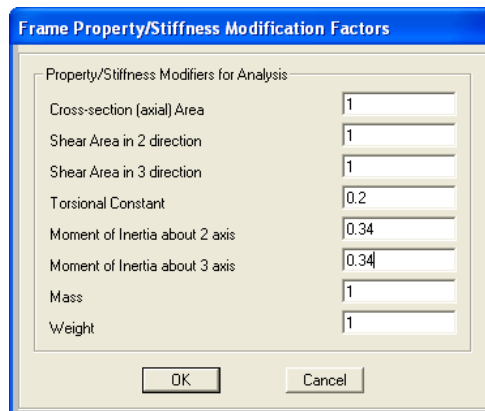 Frame Property/Stiffness Modification Factors
Property/Stiffness Modifiers for Analysis
Cross-section (axial) Area 1
Shear Area in 2 direction 1
Shear Area in 3 direction 1
Torsional Constant 0.2
Moment of Inertia about 2 axis 0.34
Moment of Inertia about 3 axis 0.34
Mass 1
Weight 1
OK Cancel